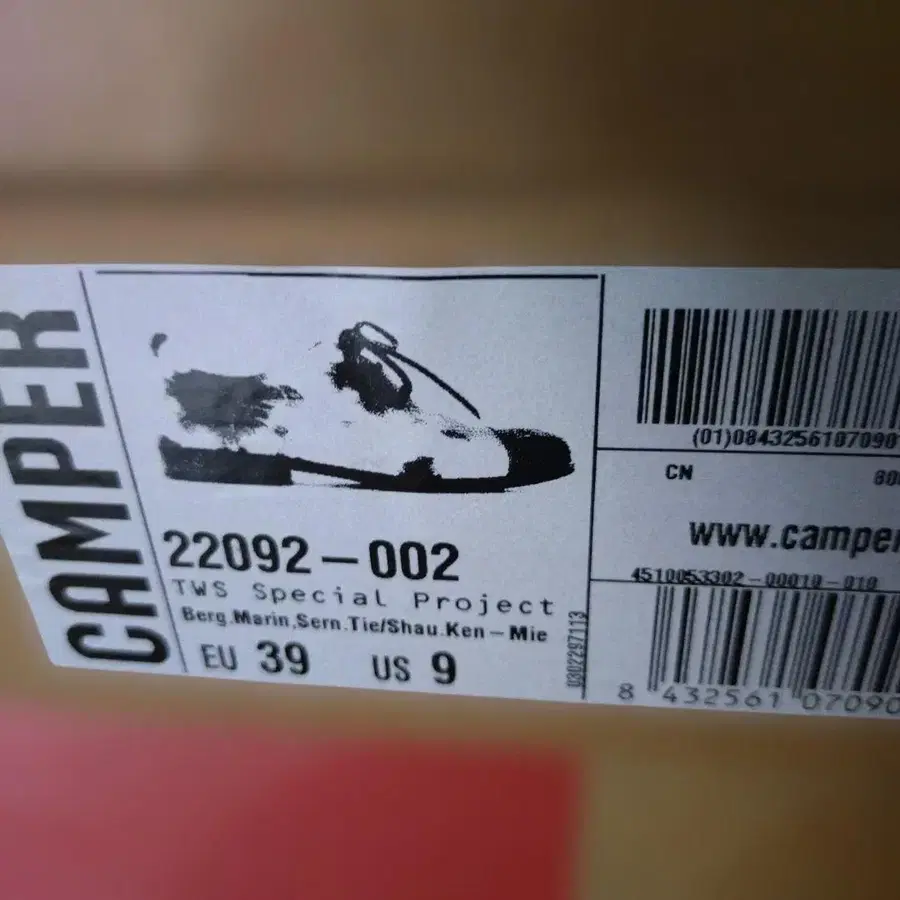 CAMPER
22092-002
TWS Special Project
Berg.Marin,Sern.Tie/Shau.Ken-Mie
EU 39 US 9
0302297113
(01)0843256107090
CN
www.camper
4510053302-00010-010
8 432561 07090